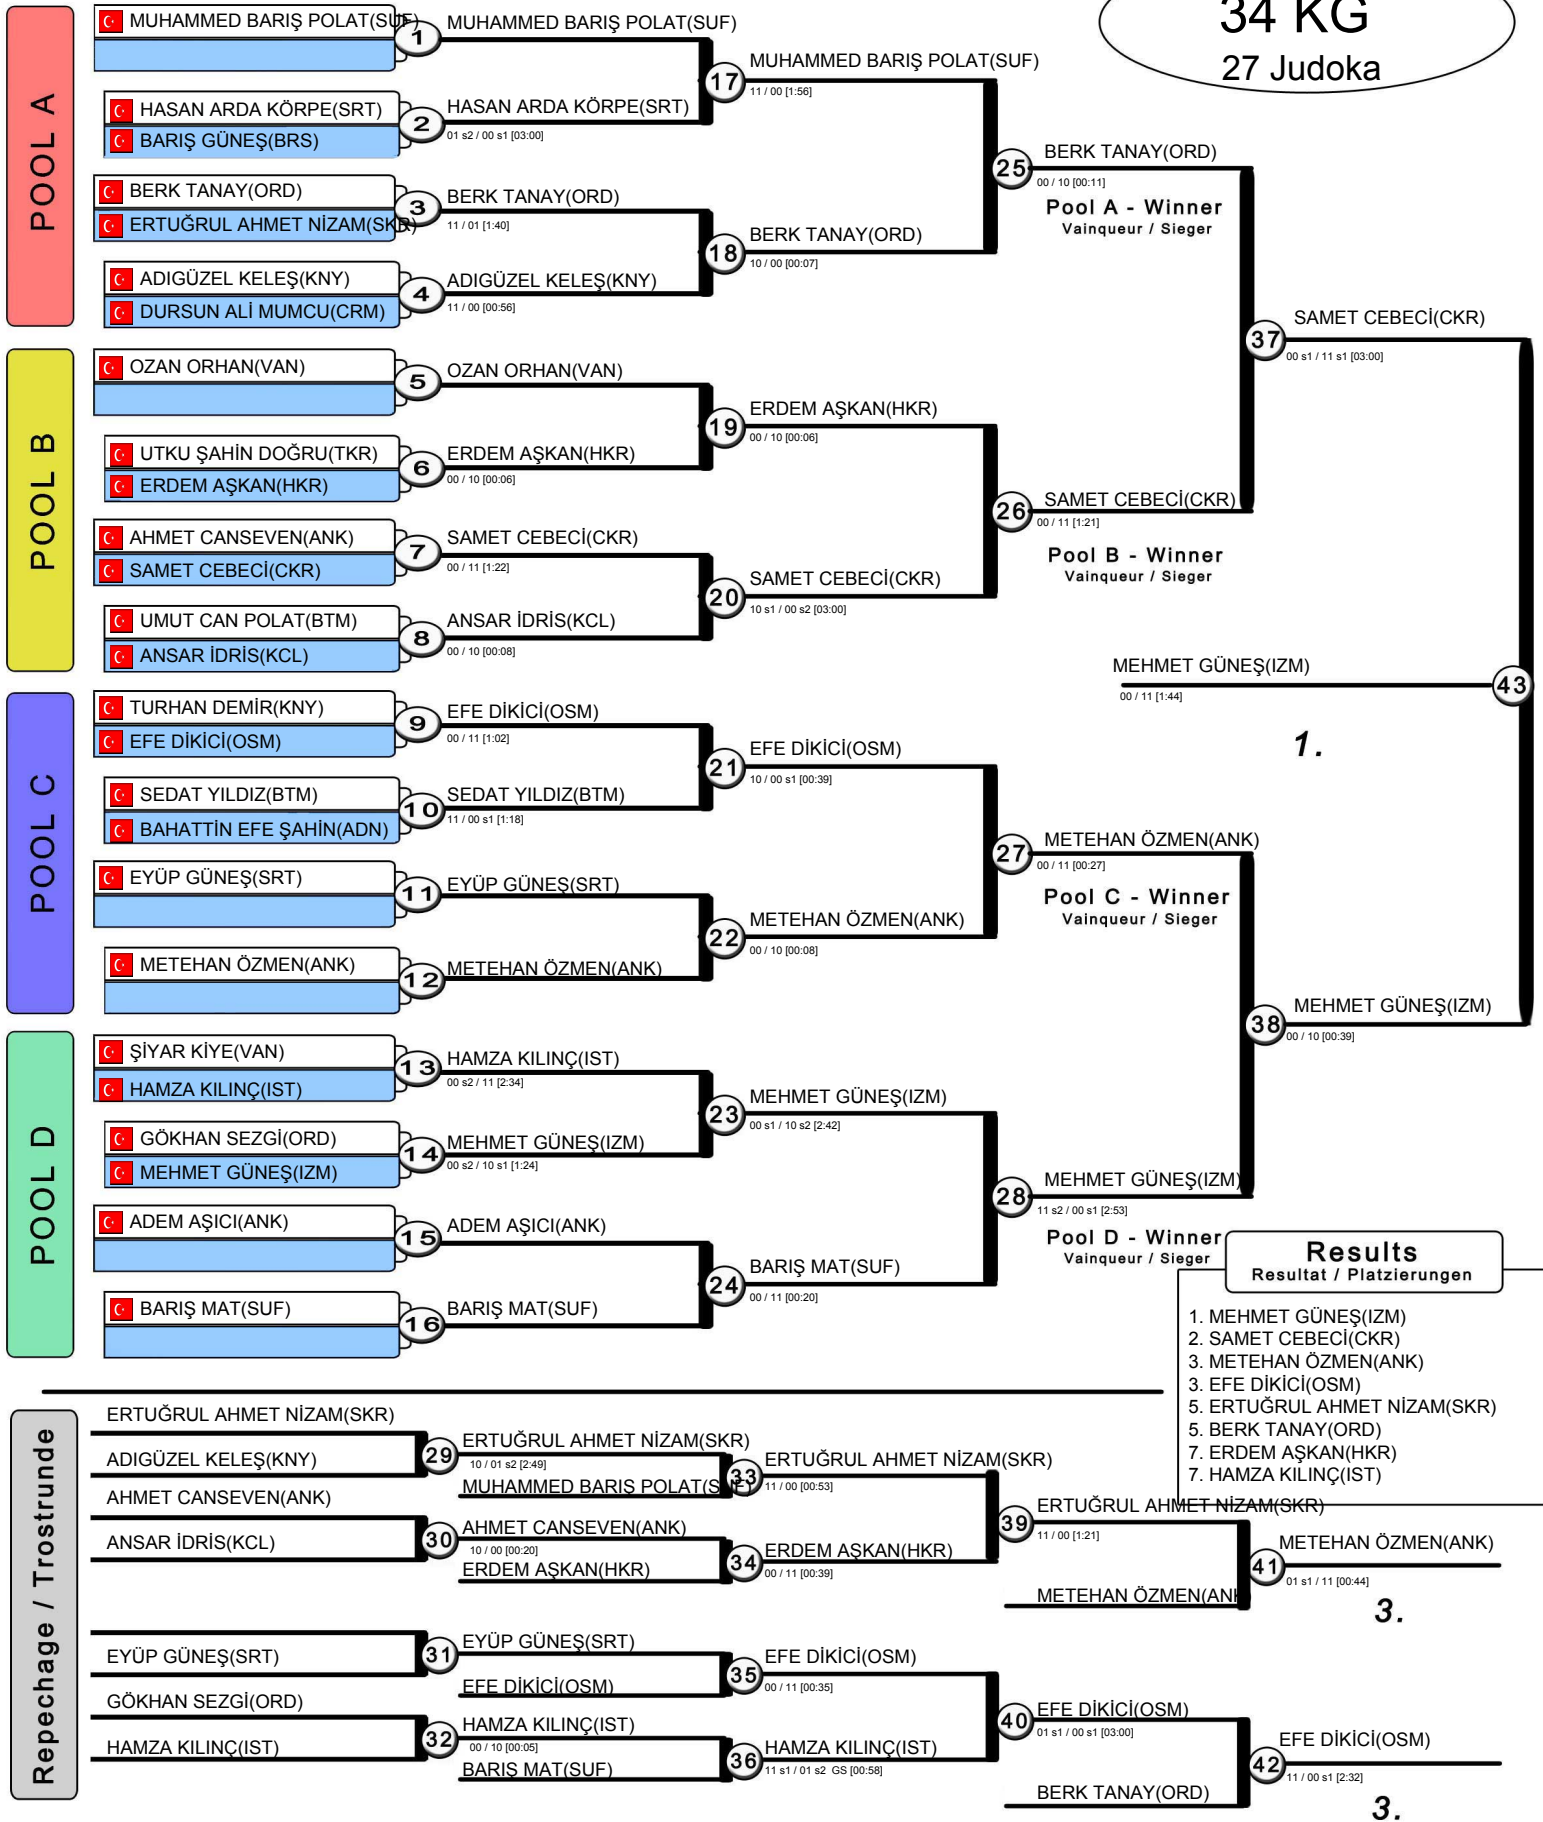 34 KG
27 Judoka
POOL A
MUHAMMED BARIŞ POLAT(SUF)
1
MUHAMMED BARIŞ POLAT(SUF)
HASAN ARDA KÖRPE(SRT)
BARIŞ GÜNEŞ(BRS)
2
HASAN ARDA KÖRPE(SRT)
01 s2 / 00 s1 [03:00]
17
MUHAMMED BARIŞ POLAT(SUF)
11 / 00 [1:56]
BERK TANAY(ORD)
ERTUĞRUL AHMET NİZAM(SKR)
3
BERK TANAY(ORD)
11 / 01 [1:40]
ADIGÜZEL KELEŞ(KNY)
DURSUN ALİ MUMCU(CRM)
4
ADIGÜZEL KELEŞ(KNY)
11 / 00 [00:56]
18
BERK TANAY(ORD)
10 / 00 [00:07]
25
BERK TANAY(ORD)
00 / 10 [00:11]
Pool A - Winner
Vainqueur / Sieger
POOL B
OZAN ORHAN(VAN)
5
OZAN ORHAN(VAN)
UTKU ŞAHİN DOĞRU(TKR)
ERDEM AŞKAN(HKR)
6
ERDEM AŞKAN(HKR)
00 / 10 [00:06]
19
ERDEM AŞKAN(HKR)
00 / 10 [00:06]
AHMET CANSEVEN(ANK)
SAMET CEBECİ(CKR)
7
SAMET CEBECİ(CKR)
00 / 11 [1:22]
UMUT CAN POLAT(BTM)
ANSAR İDRİS(KCL)
8
ANSAR İDRİS(KCL)
00 / 10 [00:08]
20
SAMET CEBECİ(CKR)
10 s1 / 00 s2 [03:00]
26
SAMET CEBECİ(CKR)
00 / 11 [1:21]
Pool B - Winner
Vainqueur / Sieger
37
SAMET CEBECİ(CKR)
00 s1 / 11 s1 [03:00]
MEHMET GÜNEŞ(IZM)
00 / 11 [1:44]
43
1.
POOL C
TURHAN DEMİR(KNY)
EFE DİKİCİ(OSM)
9
EFE DİKİCİ(OSM)
00 / 11 [1:02]
SEDAT YILDIZ(BTM)
BAHATTİN EFE ŞAHİN(ADN)
10
SEDAT YILDIZ(BTM)
11 / 00 s1 [1:18]
21
EFE DİKİCİ(OSM)
10 / 00 s1 [00:39]
EYÜP GÜNEŞ(SRT)
11
EYÜP GÜNEŞ(SRT)
METEHAN ÖZMEN(ANK)
12
METEHAN ÖZMEN(ANK)
22
METEHAN ÖZMEN(ANK)
00 / 10 [00:08]
27
METEHAN ÖZMEN(ANK)
00 / 11 [00:27]
Pool C - Winner
Vainqueur / Sieger
POOL D
ŞİYAR KİYE(VAN)
HAMZA KILINÇ(IST)
13
HAMZA KILINÇ(IST)
00 s2 / 11 [2:34]
GÖKHAN SEZGİ(ORD)
MEHMET GÜNEŞ(IZM)
14
MEHMET GÜNEŞ(IZM)
00 s2 / 10 s1 [1:24]
23
MEHMET GÜNEŞ(IZM)
00 s1 / 10 s2 [2:42]
ADEM AŞICI(ANK)
15
ADEM AŞICI(ANK)
BARIŞ MAT(SUF)
16
BARIŞ MAT(SUF)
24
BARIŞ MAT(SUF)
00 / 11 [00:20]
28
MEHMET GÜNEŞ(IZM)
11 s2 / 00 s1 [2:53]
Pool D - Winner
Vainqueur / Sieger
38
MEHMET GÜNEŞ(IZM)
00 / 10 [00:39]
Results
Resultat / Platzierungen
1. MEHMET GÜNEŞ(IZM)
2. SAMET CEBECİ(CKR)
3. METEHAN ÖZMEN(ANK)
3. EFE DİKİCİ(OSM)
5. ERTUĞRUL AHMET NİZAM(SKR)
5. BERK TANAY(ORD)
7. ERDEM AŞKAN(HKR)
7. HAMZA KILINÇ(IST)
Repechage / Trostrunde
ERTUĞRUL AHMET NİZAM(SKR)
ADIGÜZEL KELEŞ(KNY)
29
ERTUĞRUL AHMET NİZAM(SKR)
10 / 01 s2 [2:49]
MUHAMMED BARIŞ POLAT(SUF)
33
ERTUĞRUL AHMET NİZAM(SKR)
11 / 00 [00:53]
AHMET CANSEVEN(ANK)
ANSAR İDRİS(KCL)
30
AHMET CANSEVEN(ANK)
10 / 00 [00:20]
ERDEM AŞKAN(HKR)
34
ERDEM AŞKAN(HKR)
00 / 11 [00:39]
39
ERTUĞRUL AHMET NİZAM(SKR)
11 / 00 [1:21]
METEHAN ÖZMEN(ANK)
41
METEHAN ÖZMEN(ANK)
01 s1 / 11 [00:44]
3.
EYÜP GÜNEŞ(SRT)
31
EYÜP GÜNEŞ(SRT)
EFE DİKİCİ(OSM)
35
EFE DİKİCİ(OSM)
00 / 11 [00:35]
GÖKHAN SEZGİ(ORD)
HAMZA KILINÇ(IST)
32
HAMZA KILINÇ(IST)
00 / 10 [00:05]
BARIŞ MAT(SUF)
36
HAMZA KILINÇ(IST)
11 s1 / 01 s2 GS [00:58]
40
EFE DİKİCİ(OSM)
01 s1 / 00 s1 [03:00]
BERK TANAY(ORD)
42
EFE DİKİCİ(OSM)
11 / 00 s1 [2:32]
3.